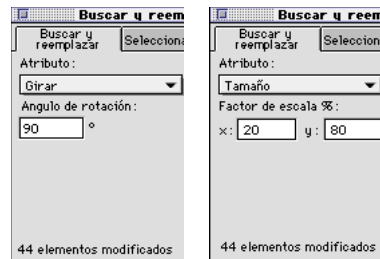 Buscar y reem
Buscar y
reemplazar
Selecciona
Atributo:
Girar
Angulo de rotación:
90 °
44 elementos modificados
Buscar y reem
Buscar y
reemplazar
Seleccion
Atributo:
Tamaño
Factor de escala %:
x: 20 y: 80
44 elementos modificados